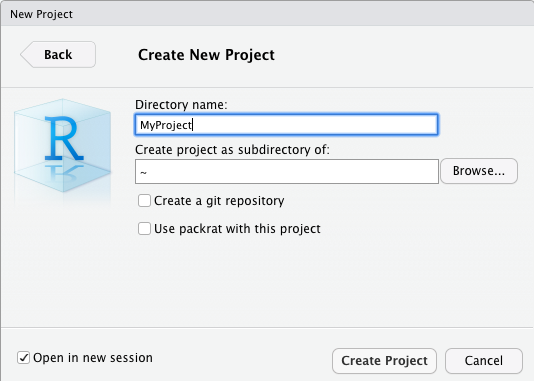 New Project
Back
Create New Project
R
Directory name:
MyProject
Create project as subdirectory of:
~
Browse...
Create a git repository
Use packrat with this project
Open in new session
Create Project
Cancel